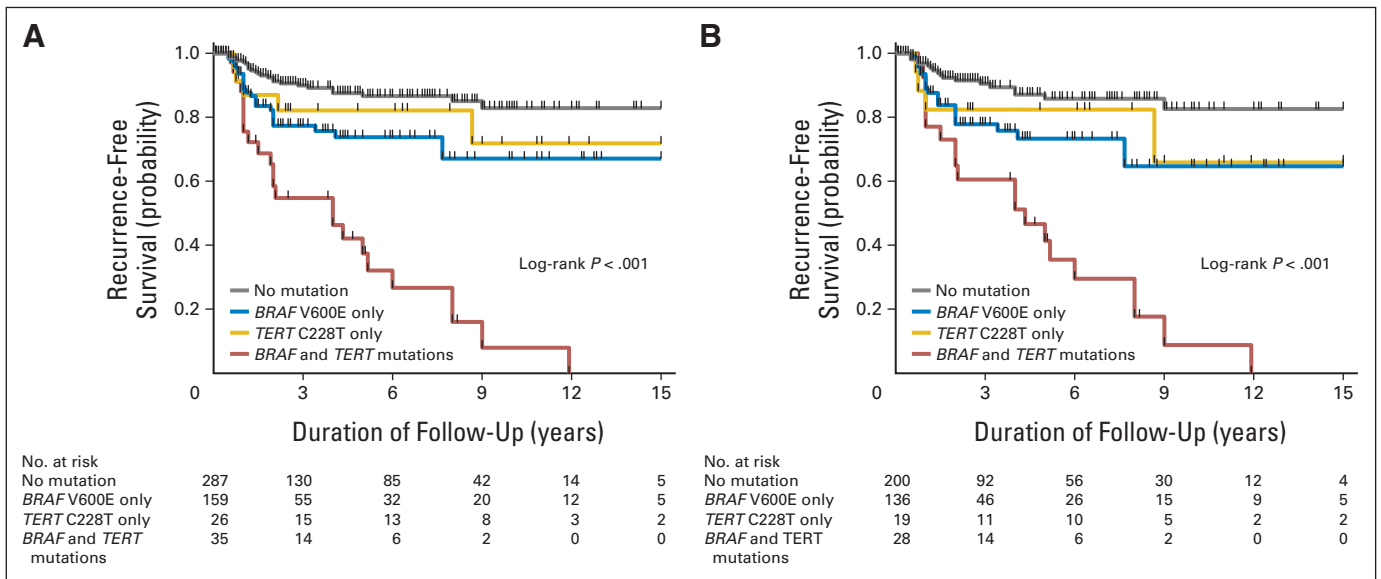 A
1.0
0.8
0.6
0.4
0.2
Recurrence-Free
Survival (probability)
Log-rank P < .001
No mutation
BRAF V600E only
TERT C228T only
BRAF and TERT mutations
0 3 6 9 12 15
Duration of Follow-Up (years)
No. at risk
No mutation 287 130 85 42 14 5
BRAF V600E only 159 55 32 20 12 5
TERT C228T only 26 15 13 8 3 2
BRAF and TERT 35 14 6 2 0 0
mutations
B
1.0
0.8
0.6
0.4
0.2
Recurrence-Free
Survival (probability)
Log-rank P < .001
No mutation
BRAF V600E only
TERT C228T only
BRAF and TERT mutations
0 3 6 9 12 15
Duration of Follow-Up (years)
No. at risk
No mutation 200 92 56 30 12 4
BRAF V600E only 136 46 26 15 9 5
TERT C228T only 19 11 10 5 2 2
BRAF and TERT 28 14 6 2 0 0
mutations